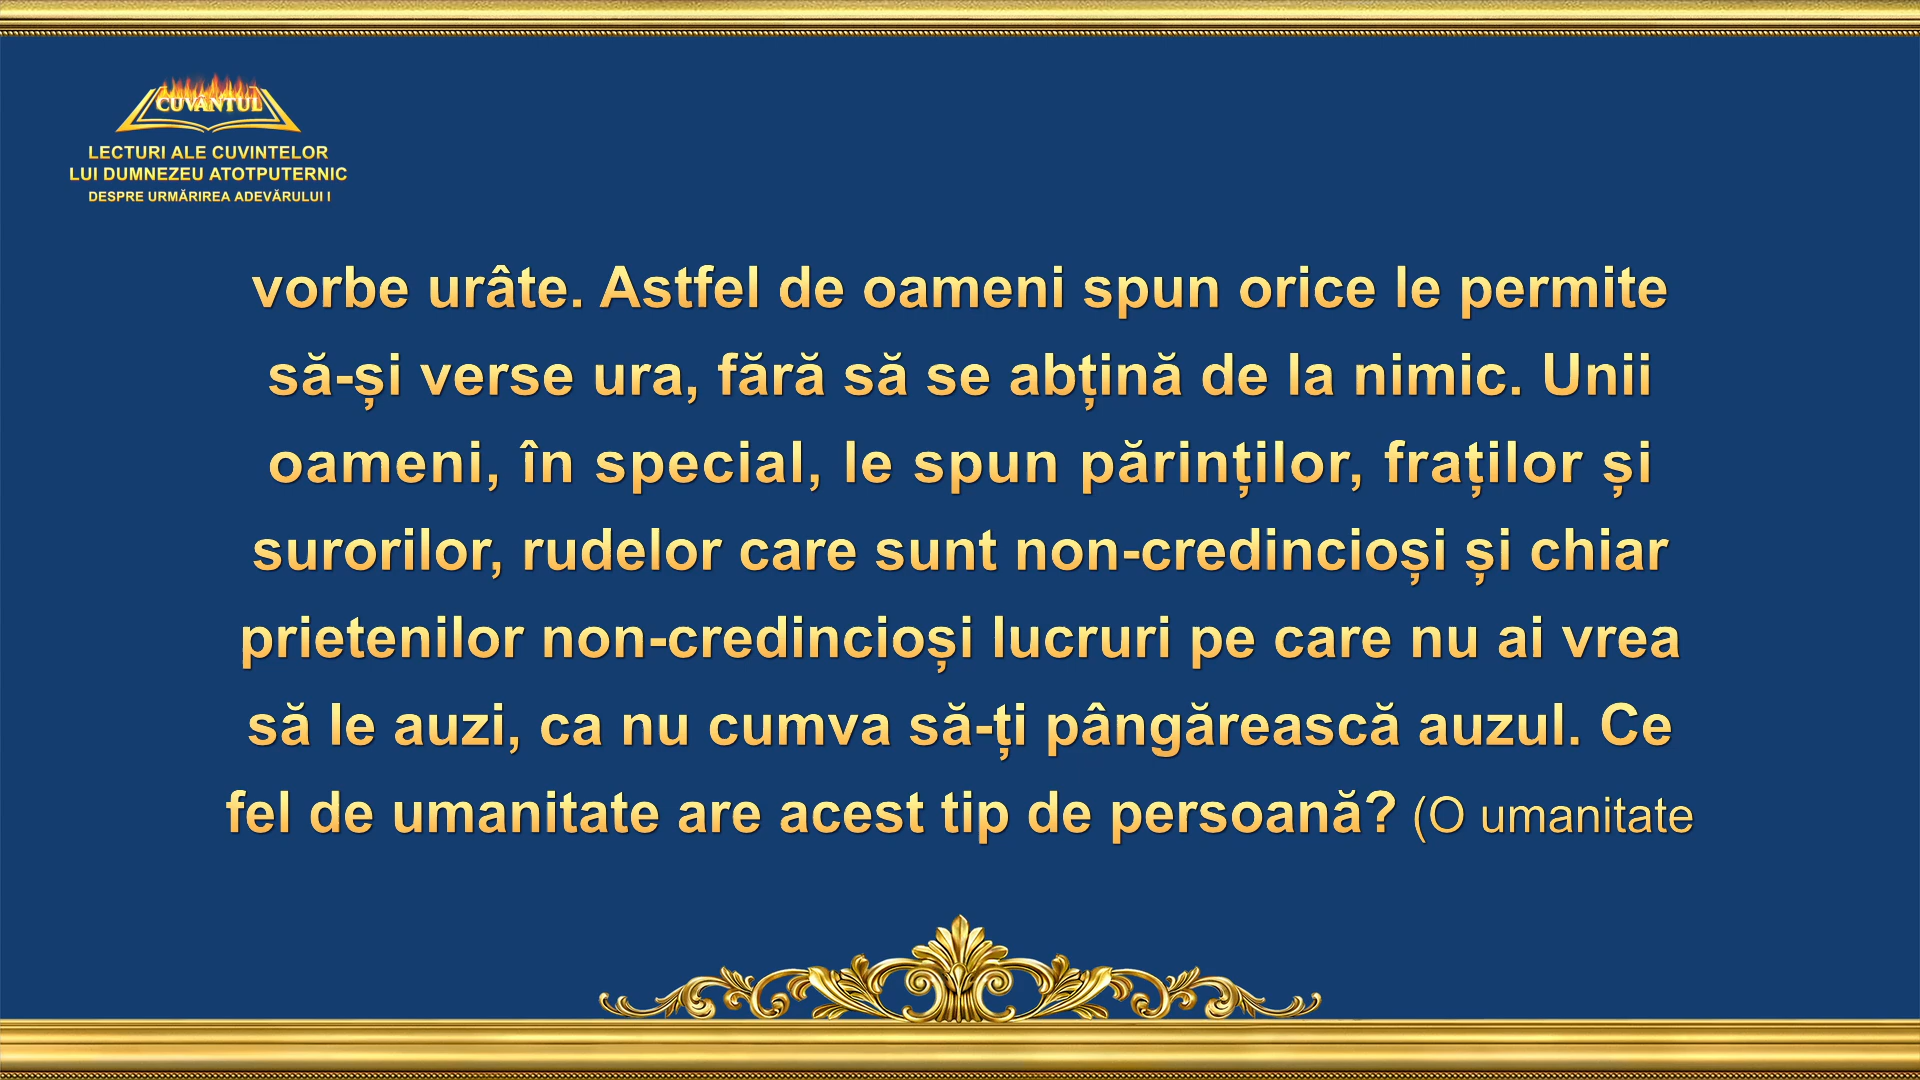 CUVÂNTUL
LECTURI ALE CUVINTELOR
LUI DUMNEZEU ATOTPUTERNIC
DESPRE URMĂRIREA ADEVĂRULUI I
vorbe urâte. Astfel de oameni spun orice le permite
să-și verse ura, fără să se abțină de la nimic. Unii
oameni, în special, le spun părinților, fraților și
surorilor, rudelor care sunt non-credincioși și chiar
prietenilor non-credincioși lucruri pe care nu ai vrea
să le auzi, ca nu cumva să-ți pângărească auzul. Ce
fel de umanitate are acest tip de persoană? (O umanitate